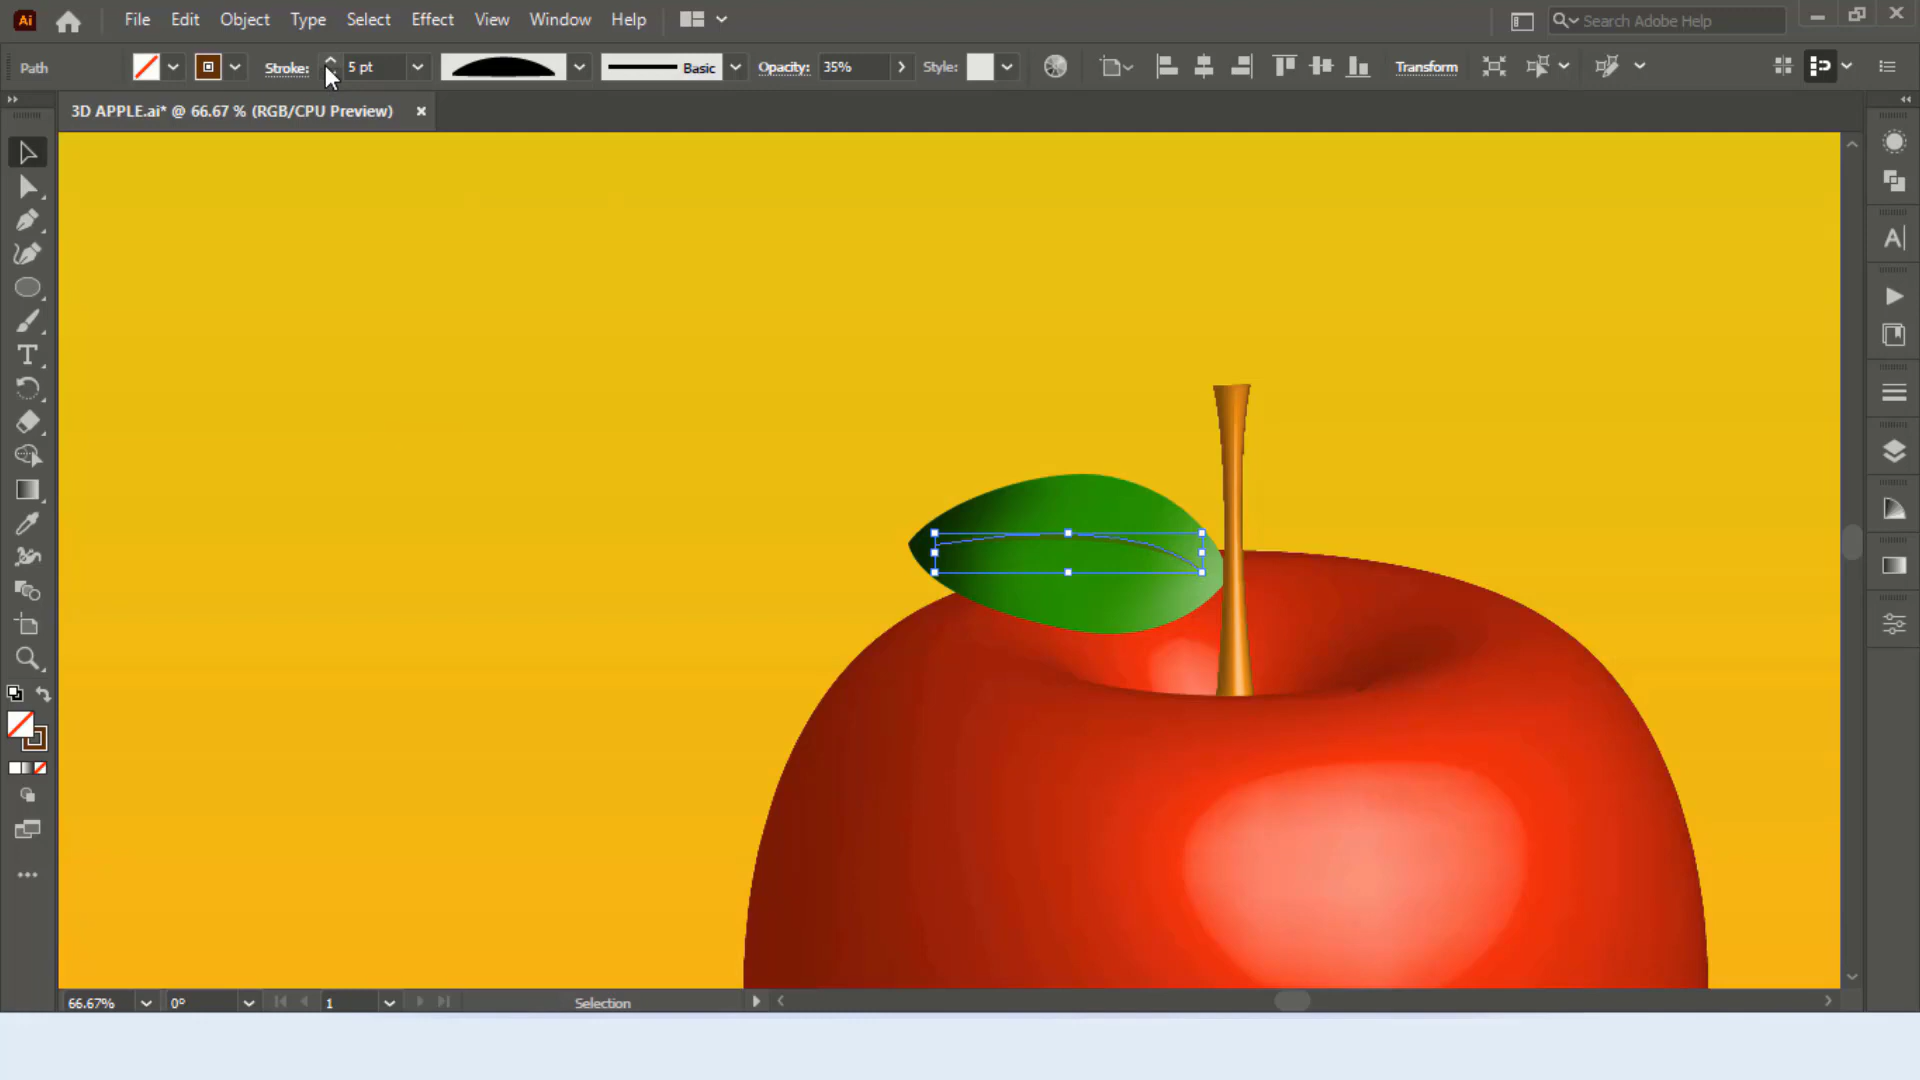 Ai File Edit Object Type Select Effect View Window Help Search Adobe Help
Path Stroke: 5 pt Basic Opacity: 35% Style: Transform
3D APPLE.ai* @ 66.67 % (RGB/CPU Preview)
66.67% 0° 1 Selection